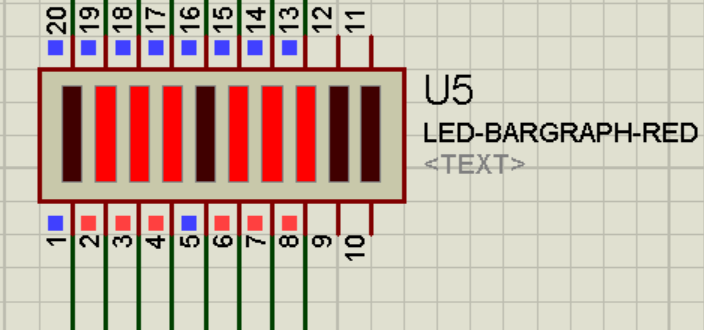 20 19 18 17 16 15 14 13 12 11
U5
LED-BARGRAPH-RED
<TEXT>
1 2 3 4 5 6 7 8 9 10